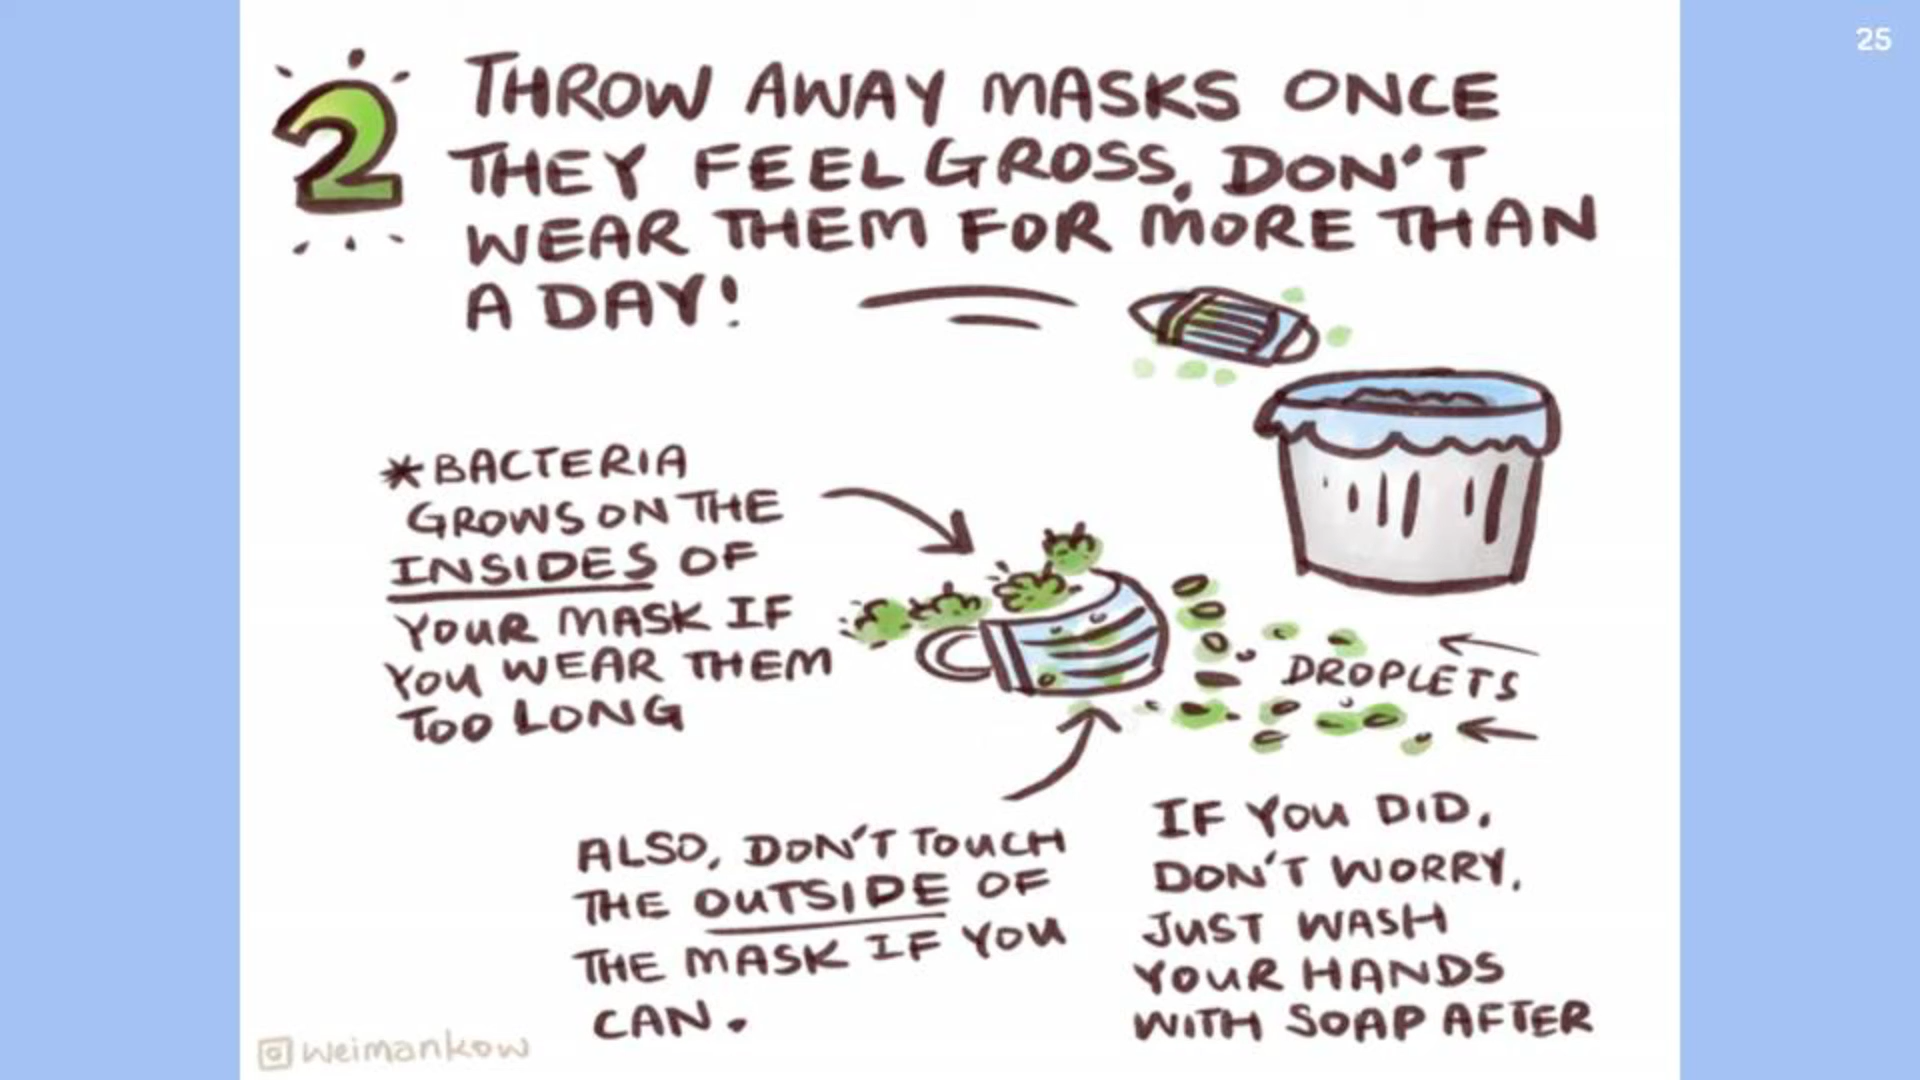 25
2
THROW AWAY MASKS ONCE
THEY FEEL GROSS. DON'T
WEAR THEM FOR MORE THAN
A DAY!
*BACTERIA
GROWS ON THE
INSIDES OF
YOUR MASK IF
YOU WEAR THEM
TOO LONG
DROPLETS
ALSO, DON'T TOUCH
THE OUTSIDE OF
THE MASK IF YOU
CAN.
IF YOU DID,
DON'T WORRY,
JUST WASH
YOUR HANDS
WITH SOAP AFTER
weimankow